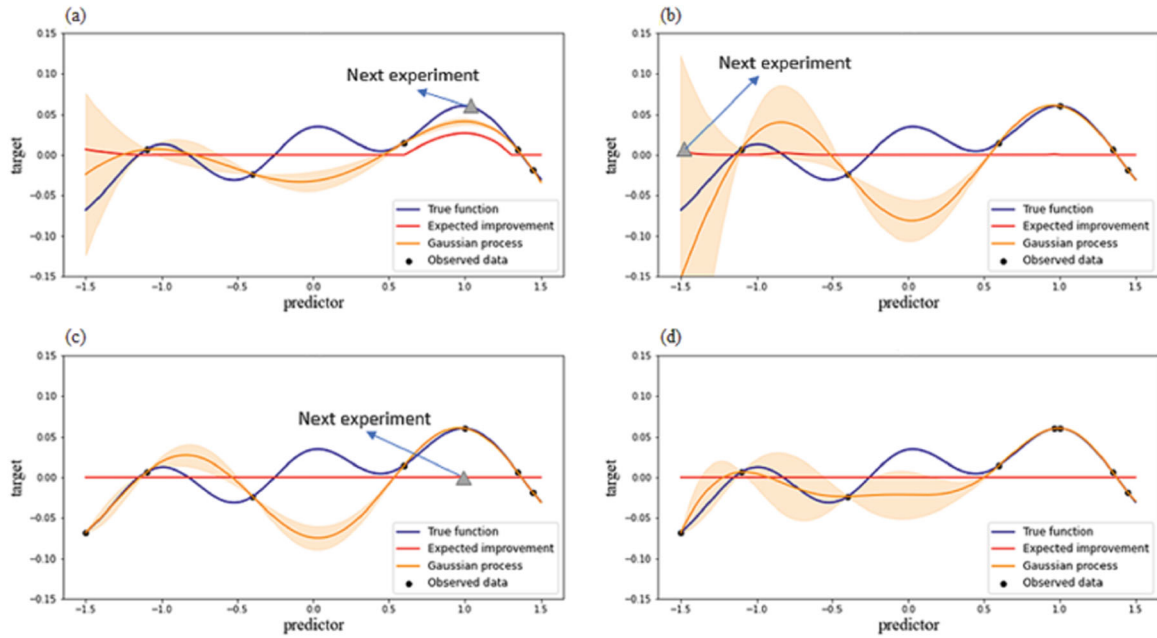 (a)
0.15
0.10
0.05
0.00
−0.05
−0.10
−0.15
target
Next experiment
True function
Expected improvement
Gaussian process
Observed data
−1.5 −1.0 −0.5 0.0 0.5 1.0 1.5
predictor
(b)
0.15
0.10
0.05
0.00
−0.05
−0.10
−0.15
target
Next experiment
True function
Expected improvement
Gaussian process
Observed data
−1.5 −1.0 −0.5 0.0 0.5 1.0 1.5
predictor
(c)
0.15
0.10
0.05
0.00
−0.05
−0.10
−0.15
target
Next experiment
True function
Expected improvement
Gaussian process
Observed data
−1.5 −1.0 −0.5 0.0 0.5 1.0 1.5
predictor
(d)
0.15
0.10
0.05
0.00
−0.05
−0.10
−0.15
target
True function
Expected improvement
Gaussian process
Observed data
−1.5 −1.0 −0.5 0.0 0.5 1.0 1.5
predictor